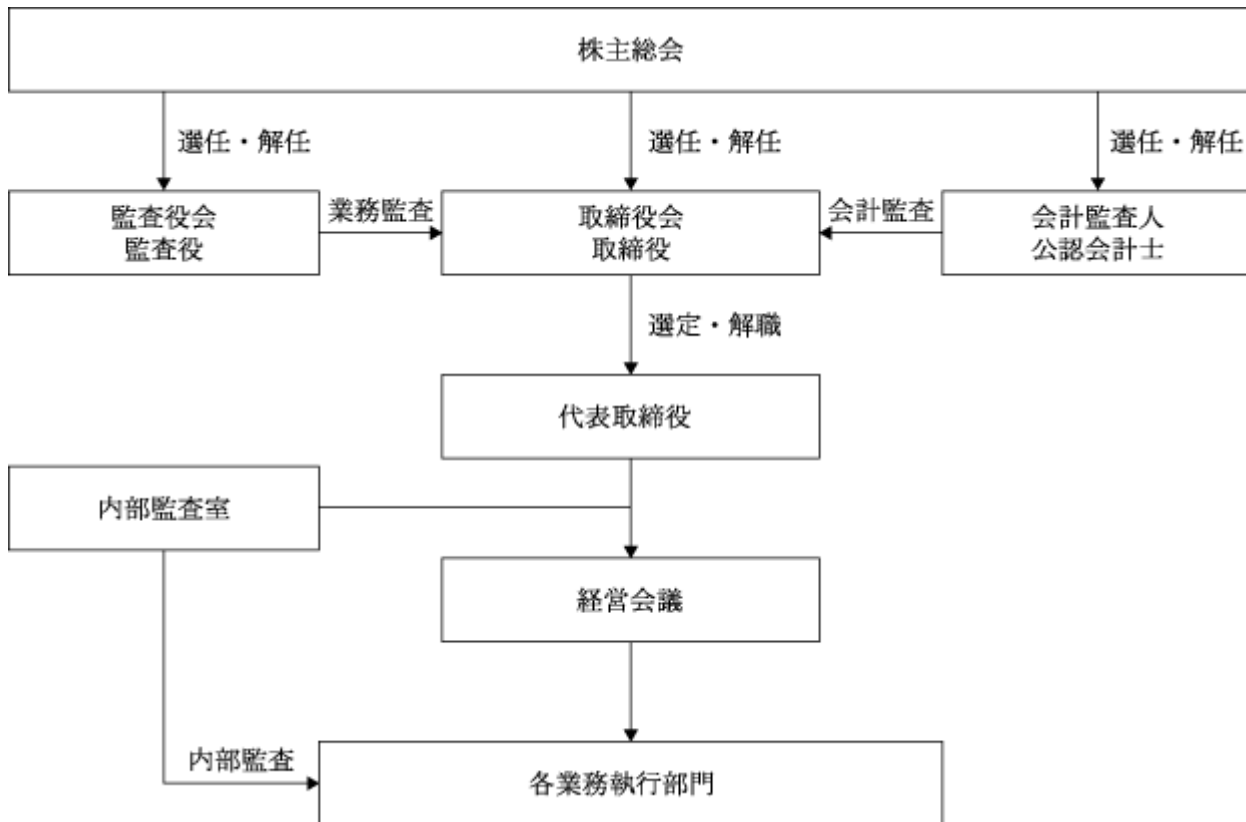 株主総会
選任・解任
選任・解任
選任・解任
監査役会
監査役
業務監査
取締役会
取締役
会計監査
会計監査人
公認会計士
選定・解職
代表取締役
内部監査室
経営会議
内部監査
各業務執行部門